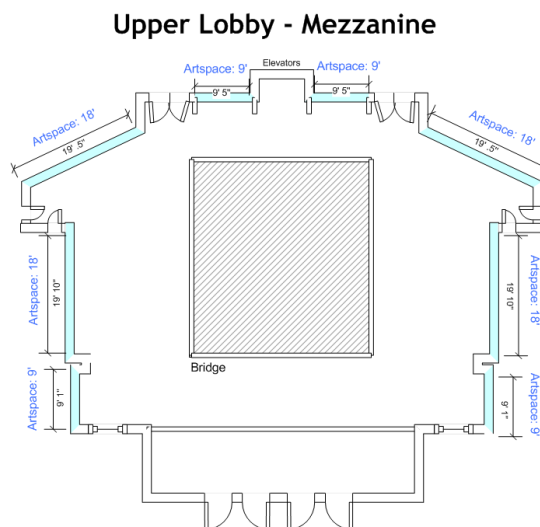 Upper Lobby - Mezzanine
Elevators
Artspace: 9'
Artspace: 9'
9' 5"
9' 5"
Artspace: 18'
19' .5"
Artspace: 18'
19' .5"
Artspace: 18'
19' 10"
19' 10"
Artspace: 18'
Bridge
Artspace: 9'
9' 1"
9' 1"
Artspace: 9'